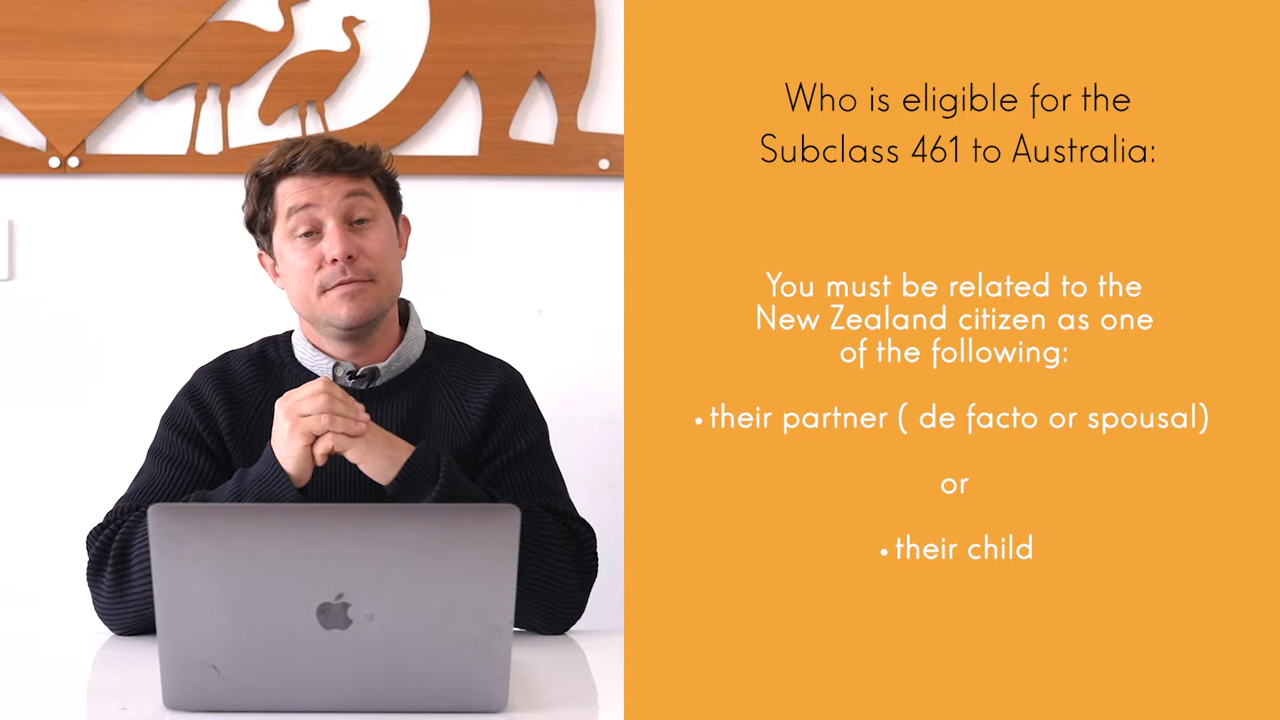 Who is eligible for the
Subclass 461 to Australia:
You must be related to the
New Zealand citizen as one
of the following:
• their partner ( de facto or spousal)
or
• their child